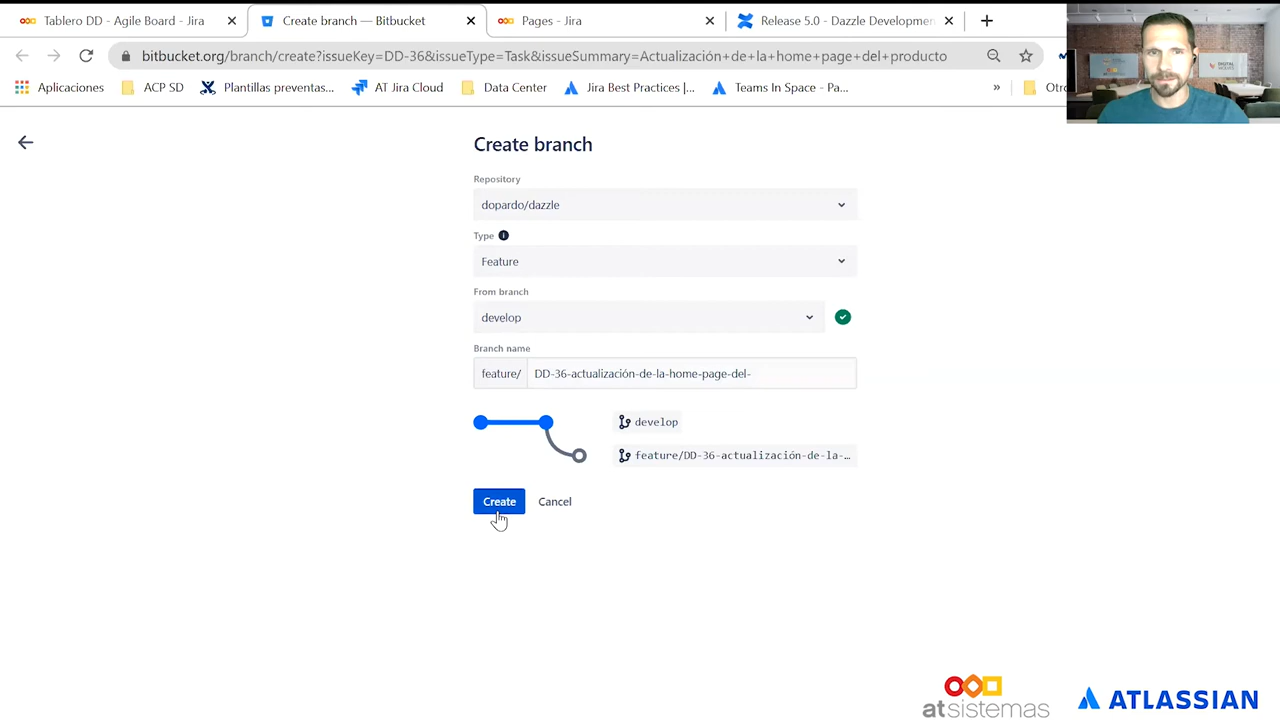 Tablero DD - Agile Board - Jira
Create branch — Bitbucket
Pages - Jira
Release 5.0 - Dazzle Developmen
bitbucket.org/branch/create?issueKey=DD-36&issueType=Task&issueSummary=Actualización+de+la+home+page+del+producto
Aplicaciones
ACP SD
Plantillas preventas...
AT Jira Cloud
Data Center
Jira Best Practices |...
Teams In Space - Pa...
»
Otro
Create branch
Repository
dopardo/dazzle
Type
Feature
From branch
develop
Branch name
feature/ DD-36-actualización-de-la-home-page-del-
develop
feature/DD-36-actualización-de-la-...
Create Cancel
atsistemas
ATLASSIAN